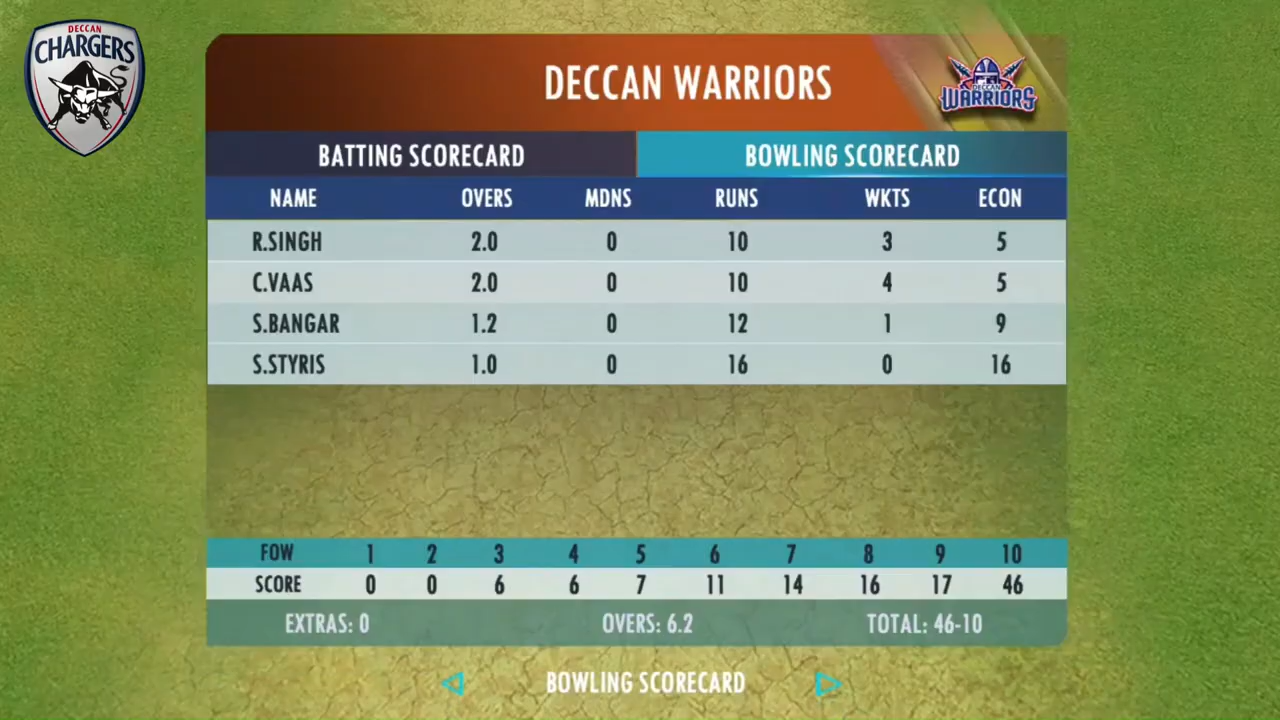 DECCAN
CHARGERS
DECCAN WARRIORS
DECCAN
WARRIORS
BATTING SCORECARD BOWLING SCORECARD
NAME OVERS MDNS RUNS WKTS ECON
R.SINGH 2.0 0 10 3 5
C.VAAS 2.0 0 10 4 5
S.BANGAR 1.2 0 12 1 9
S.STYRIS 1.0 0 16 0 16
FOW 1 2 3 4 5 6 7 8 9 10
SCORE 0 0 6 6 7 11 14 16 17 46
EXTRAS: 0 OVERS: 6.2 TOTAL: 46-10
BOWLING SCORECARD